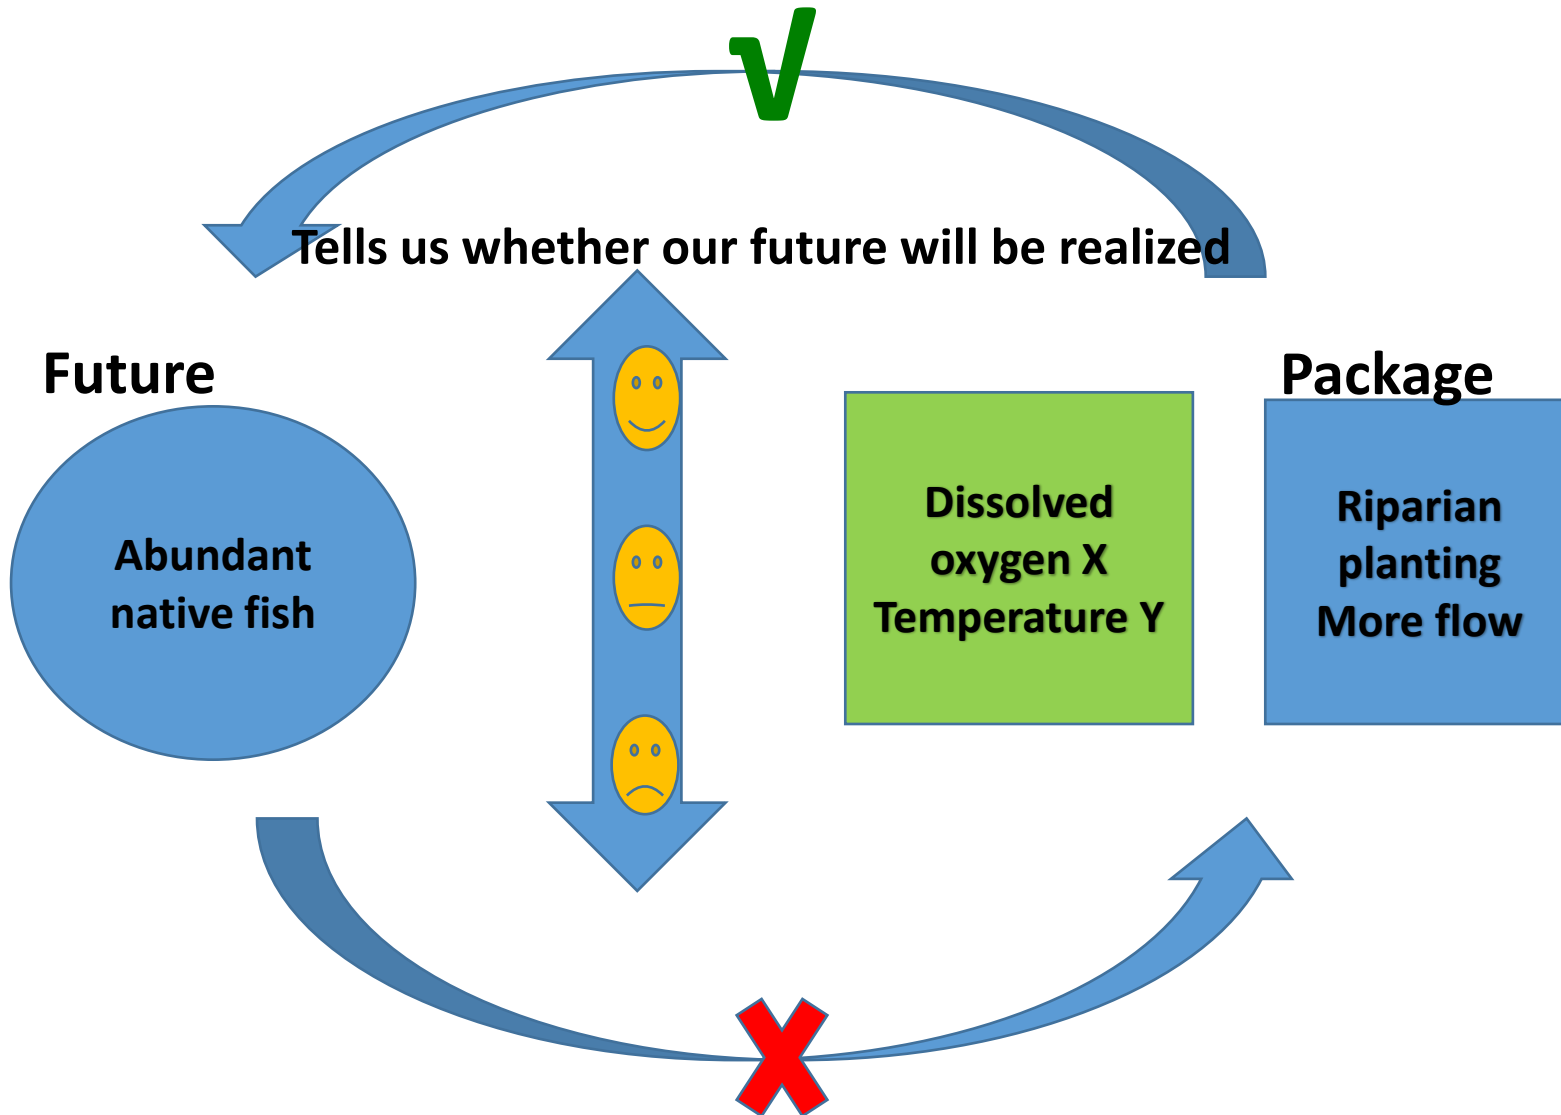 √
Tells us whether our future will be realized
Future
Abundant
native fish
Dissolved
oxygen X
Temperature Y
Package
Riparian
planting
More flow